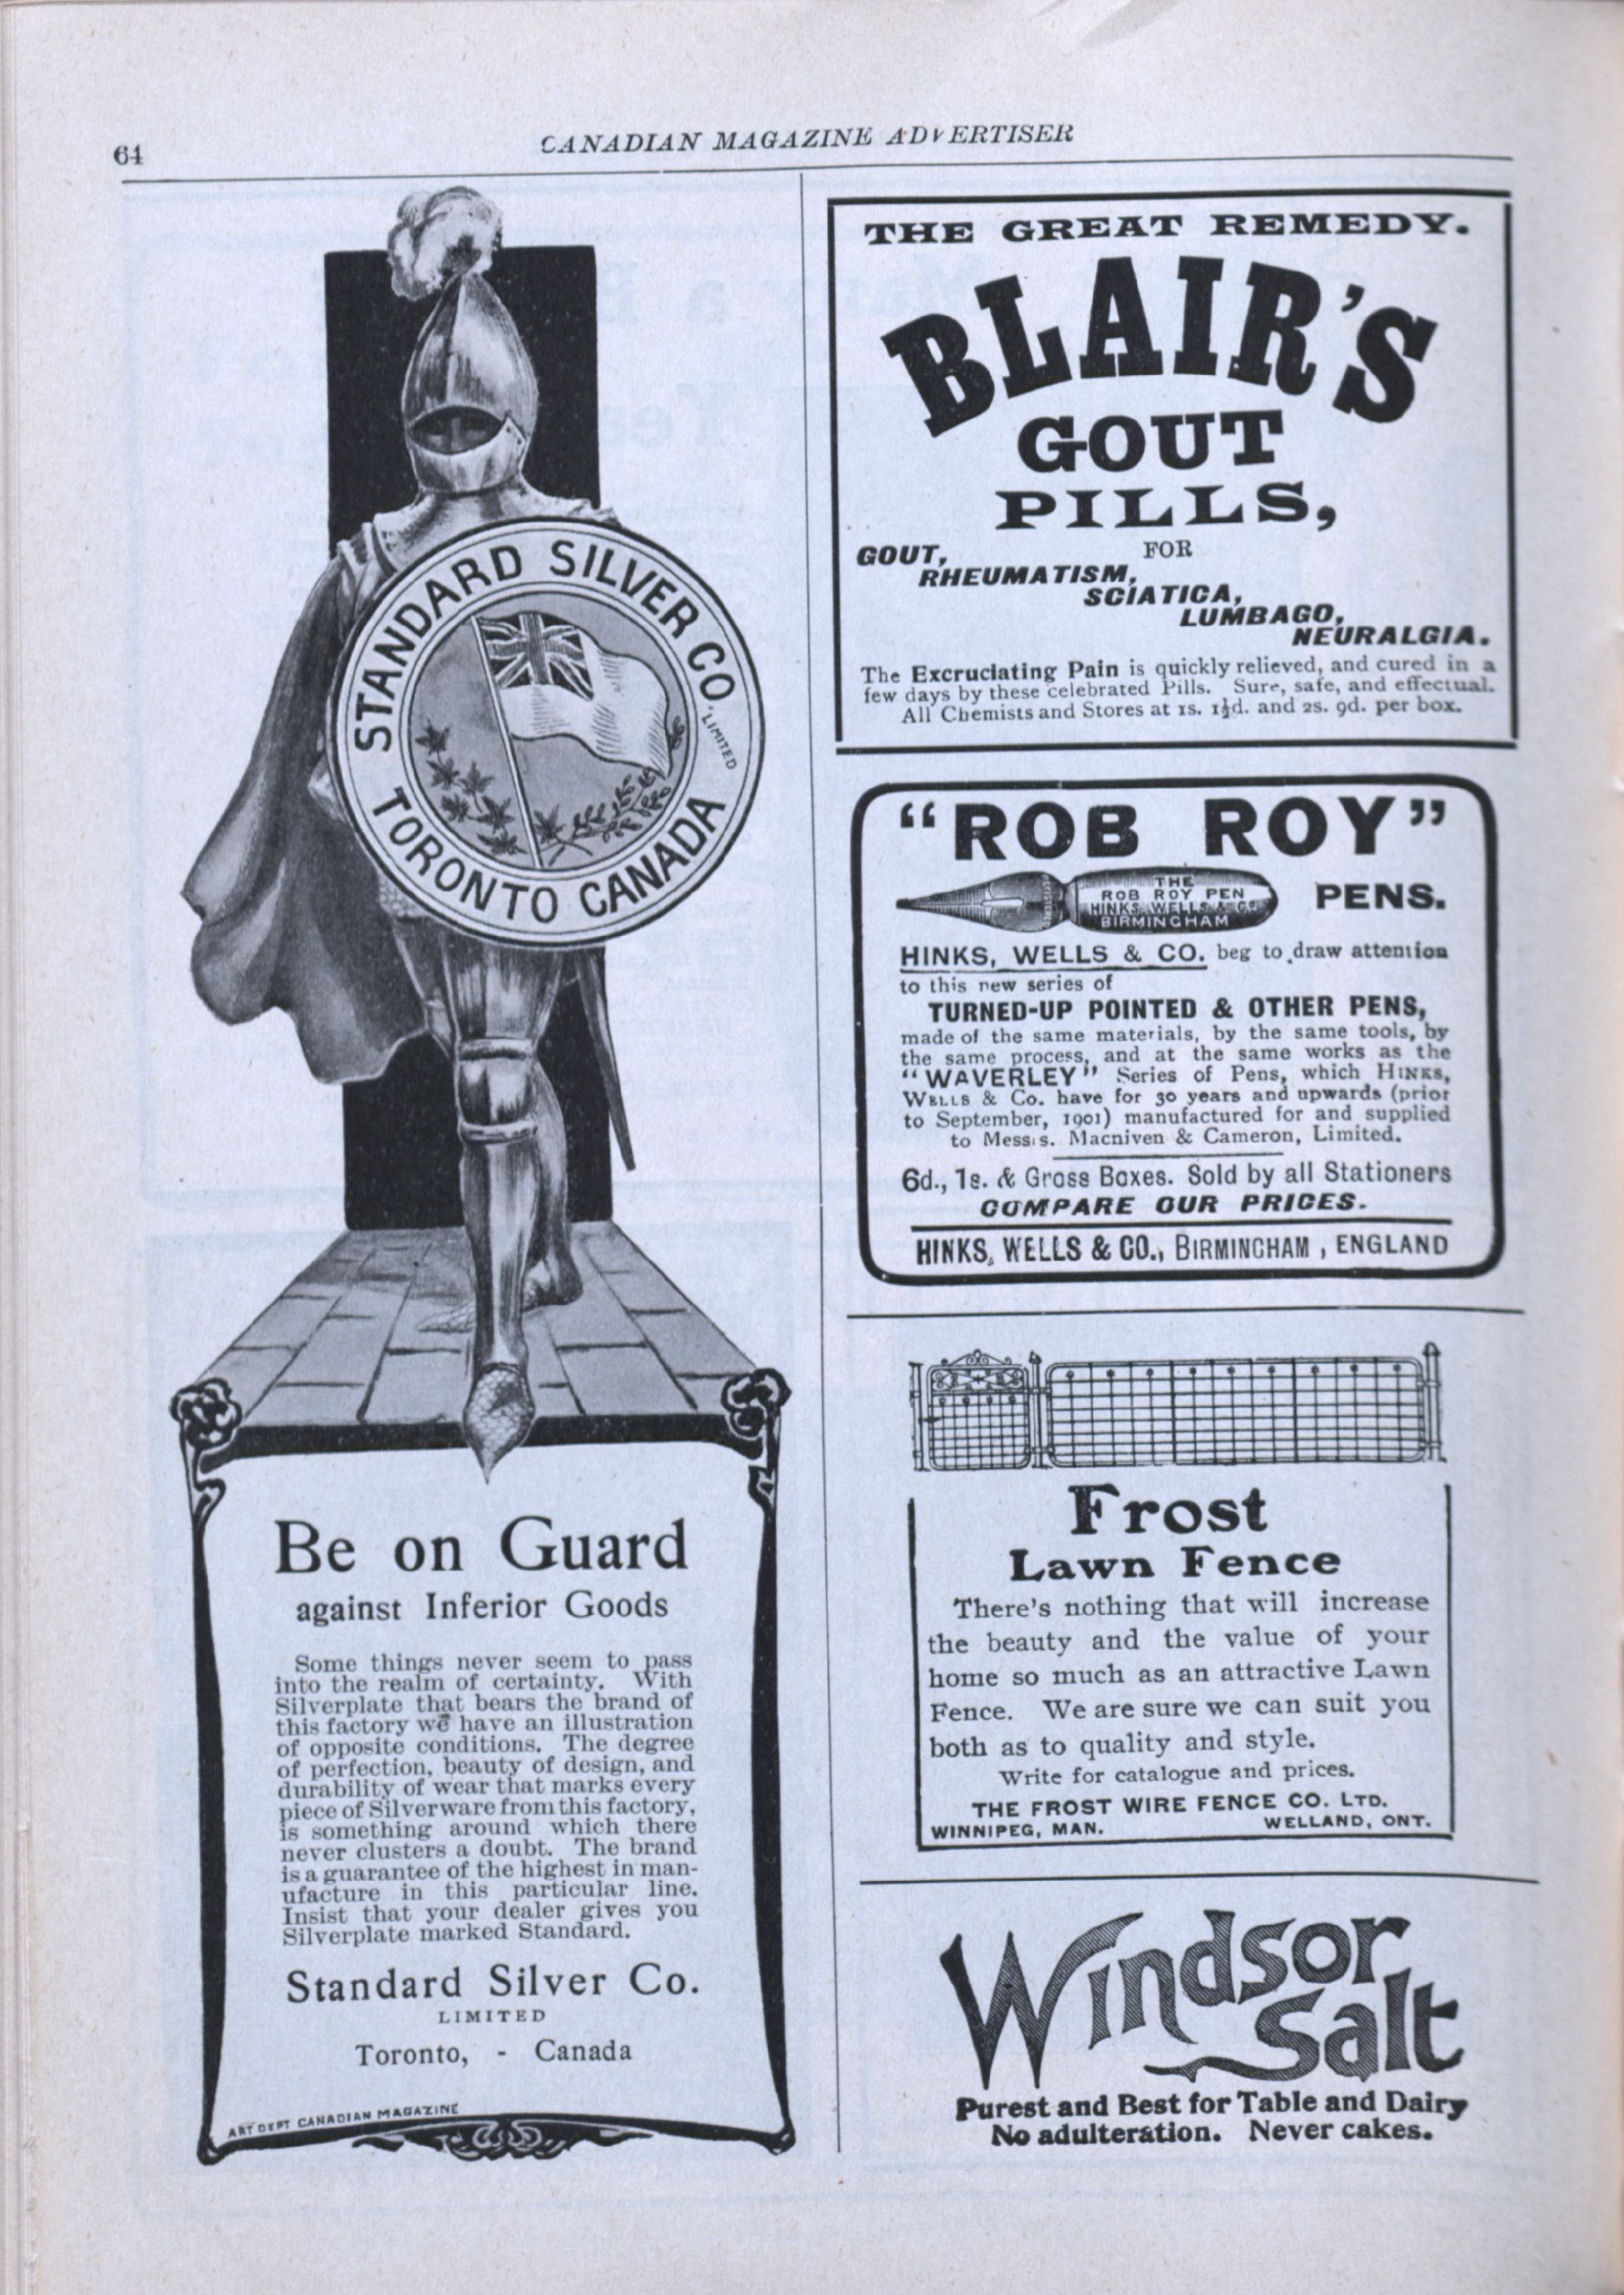 64
CANADIAN MAGAZINE ADVERTISER
STANDARD SILVER CO. LIMITED
TORONTO CANADA
Be on Guard
against Inferior Goods
Some things never seem to pass
into the realm of certainty. With
Silverplate that bears the brand of
this factory we have an illustration
of opposite conditions. The degree
of perfection, beauty of design, and
durability of wear that marks every
piece of Silverware from this factory,
is something around which there
never clusters a doubt. The brand
is a guarantee of the highest in man-
ufacture in this particular line.
Insist that your dealer gives you
Silverplate marked Standard.
Standard Silver Co.
LIMITED
Toronto, - Canada
ART DEPT CANADIAN MAGAZINE
THE GREAT REMEDY.
BLAIR'S
GOUT
PILLS,
FOR
GOUT,
RHEUMATISM,
SCIATICA,
LUMBAGO,
NEURALGIA.
The Excruciating Pain is quickly relieved, and cured in a
few days by these celebrated Pills. Sure, safe, and effectual.
All Chemists and Stores at 1s. 1½d. and 2s. 9d. per box.
"ROB ROY"
THE
ROB ROY PEN
HINKS, WELLS & Co
BIRMINGHAM
PENS.
HINKS, WELLS & CO. beg to draw attention
to this new series of
TURNED-UP POINTED & OTHER PENS,
made of the same materials, by the same tools, by
the same process, and at the same works as the
"WAVERLEY" Series of Pens, which HINKS,
WELLS & Co. have for 30 years and upwards (prior
to September, 1901) manufactured for and supplied
to Messrs. Macniven & Cameron, Limited.
6d., 1s. & Gross Boxes. Sold by all Stationers
COMPARE OUR PRICES.
HINKS, WELLS & CO., BIRMINGHAM, ENGLAND
Frost
Lawn Fence
There's nothing that will increase
the beauty and the value of your
home so much as an attractive Lawn
Fence. We are sure we can suit you
both as to quality and style.
Write for catalogue and prices.
THE FROST WIRE FENCE CO. LTD.
WINNIPEG, MAN. WELLAND, ONT.
Windsor
Salt
Purest and Best for Table and Dairy
No adulteration. Never cakes.